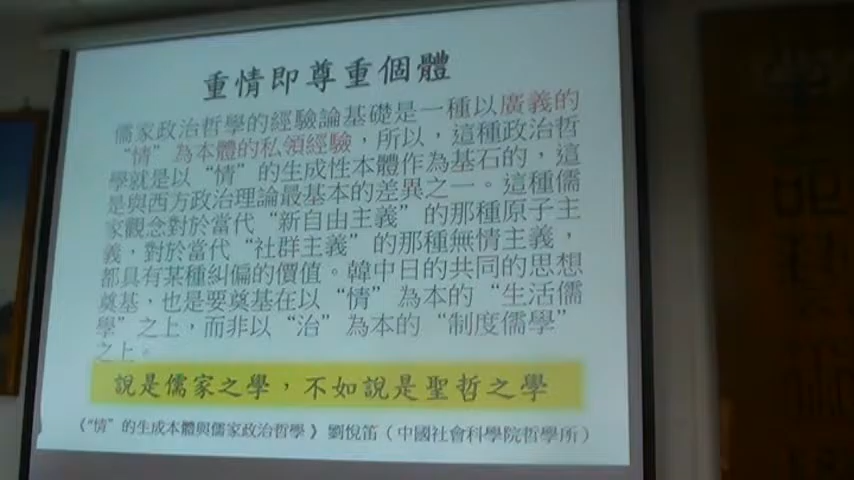 重情即尊重個體
儒家政治哲學的經驗論基礎是一種以廣義的
“情”為本體的私領經驗，所以，這種政治哲
學就是以“情”的生成性本體作為基石的，這
是與西方政治理論最基本的差異之一。這種儒
家觀念對於當代“新自由主義”的那種原子主
義，對於當代“社群主義”的那種無情主義，
都具有某種糾偏的價值。韓中日的共同的思想
奠基，也是要奠基在以“情”為本的“生活儒
學”之上，而非以“治”為本的“制度儒學”
之上。
說是儒家之學，不如說是聖哲之學
《“情”的生成本體與儒家政治哲學》劉悅笛（中國社會科學院哲學所）